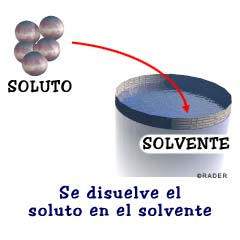 SOLUTO
SOLVENTE
©RADER
Se disuelve el
soluto en el solvente